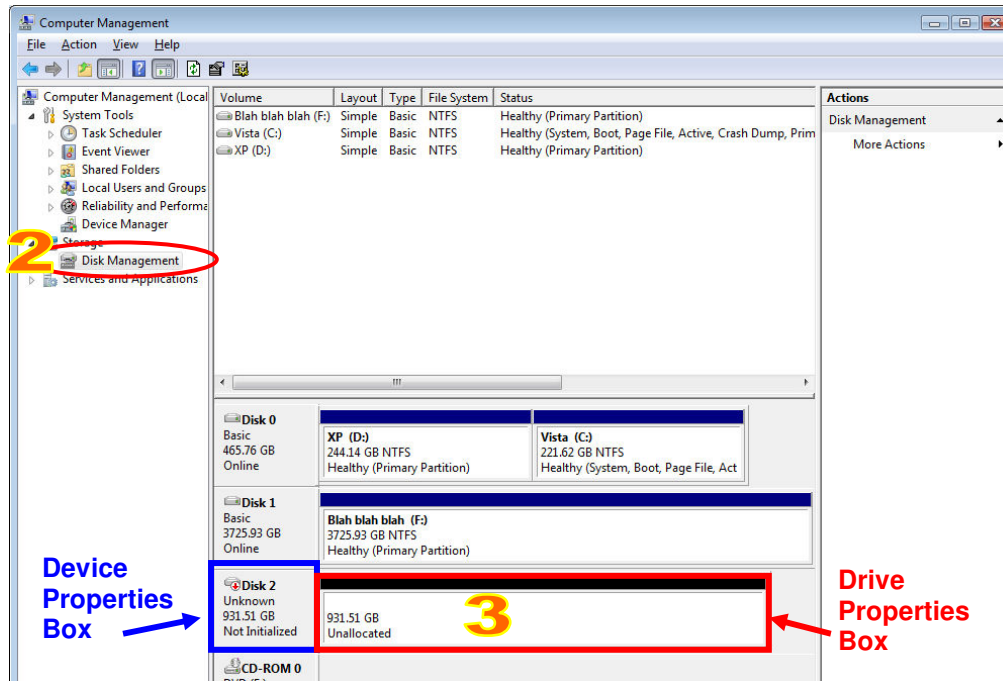 Computer Management
File Action View Help
Computer Management (Local
System Tools
Task Scheduler
Event Viewer
Shared Folders
Local Users and Groups
Reliability and Performa
Device Manager
Storage
Disk Management
Services and Applications
2
Volume Layout Type File System Status
Blah blah blah (F:) Simple Basic NTFS Healthy (Primary Partition)
Vista (C:) Simple Basic NTFS Healthy (System, Boot, Page File, Active, Crash Dump, Prim
XP (D:) Simple Basic NTFS Healthy (Primary Partition)
Actions
Disk Management
More Actions
Disk 0
Basic
465.76 GB
Online
XP (D:)
244.14 GB NTFS
Healthy (Primary Partition)
Vista (C:)
221.62 GB NTFS
Healthy (System, Boot, Page File, Act
Disk 1
Basic
3725.93 GB
Online
Blah blah blah (F:)
3725.93 GB NTFS
Healthy (Primary Partition)
Device
Properties
Box
Disk 2
Unknown
931.51 GB
Not Initialized
931.51 GB
Unallocated
3
Drive
Properties
Box
CD-ROM 0